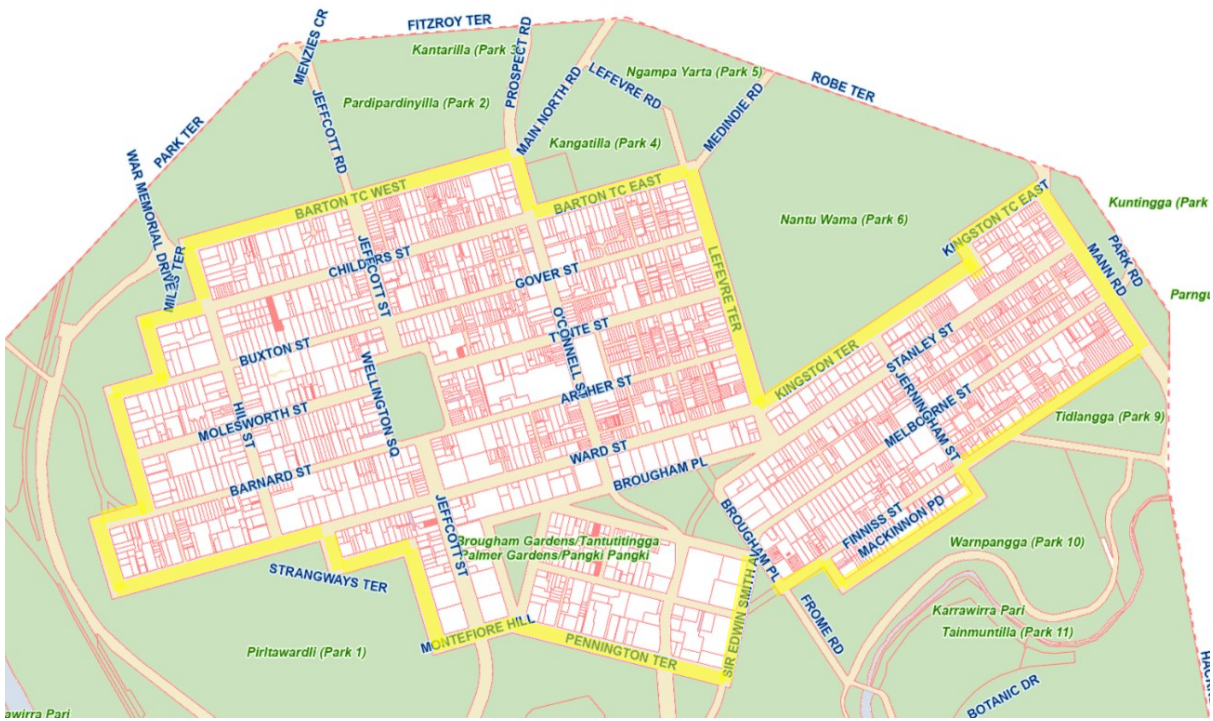 FITZROY TER
MENZIES CR
Kantarilla (Park 3
PROSPECT RD
MAIN NORTH RD
LEFEVRE RD
Ngampa Yarta (Park 5)
ROBE TER
JEFFCOTT RD
Pardipardinyilla (Park 2)
MEDINDIE RD
PARK TER
Kangatilla (Park 4)
WAR MEMORIAL DRIVE
BARTON TC WEST
BARTON TC EAST
KINGSTON TC EAST
Kuntingga (Park
Nantu Wama (Park 6)
MILES TER
JEFFCOTT ST
CHILDERS ST
GOVER ST
LEFEVRE TER
PARK RD
MANN RD
Parngu
BUXTON ST
O'CONNELL ST
TYNTE ST
STANLEY ST
WELLINGTON SQ
KINGSTON TER
ARCHER ST
JERNINGHAM ST
MELBOURNE ST
HILL ST
MOLESWORTH ST
Tidlangga (Park 9)
WARD ST
BARNARD ST
BROUGHAM PL
JEFFCOTT ST
BROUGHAM PL
FINNISS ST
MACKINNON PD
Brougham Gardens/Tantutitingga
Palmer Gardens/Pangki Pangki
Warnpangga (Park 10)
STRANGWAYS TER
SIR EDWIN SMITH A
FROME RD
Karrawirra Pari
Tainmuntilla (Park 11)
MONTEFIORE HILL
PENNINGTON TER
Pirltawardli (Park 1)
BOTANIC DR
HACK
awirra Pari